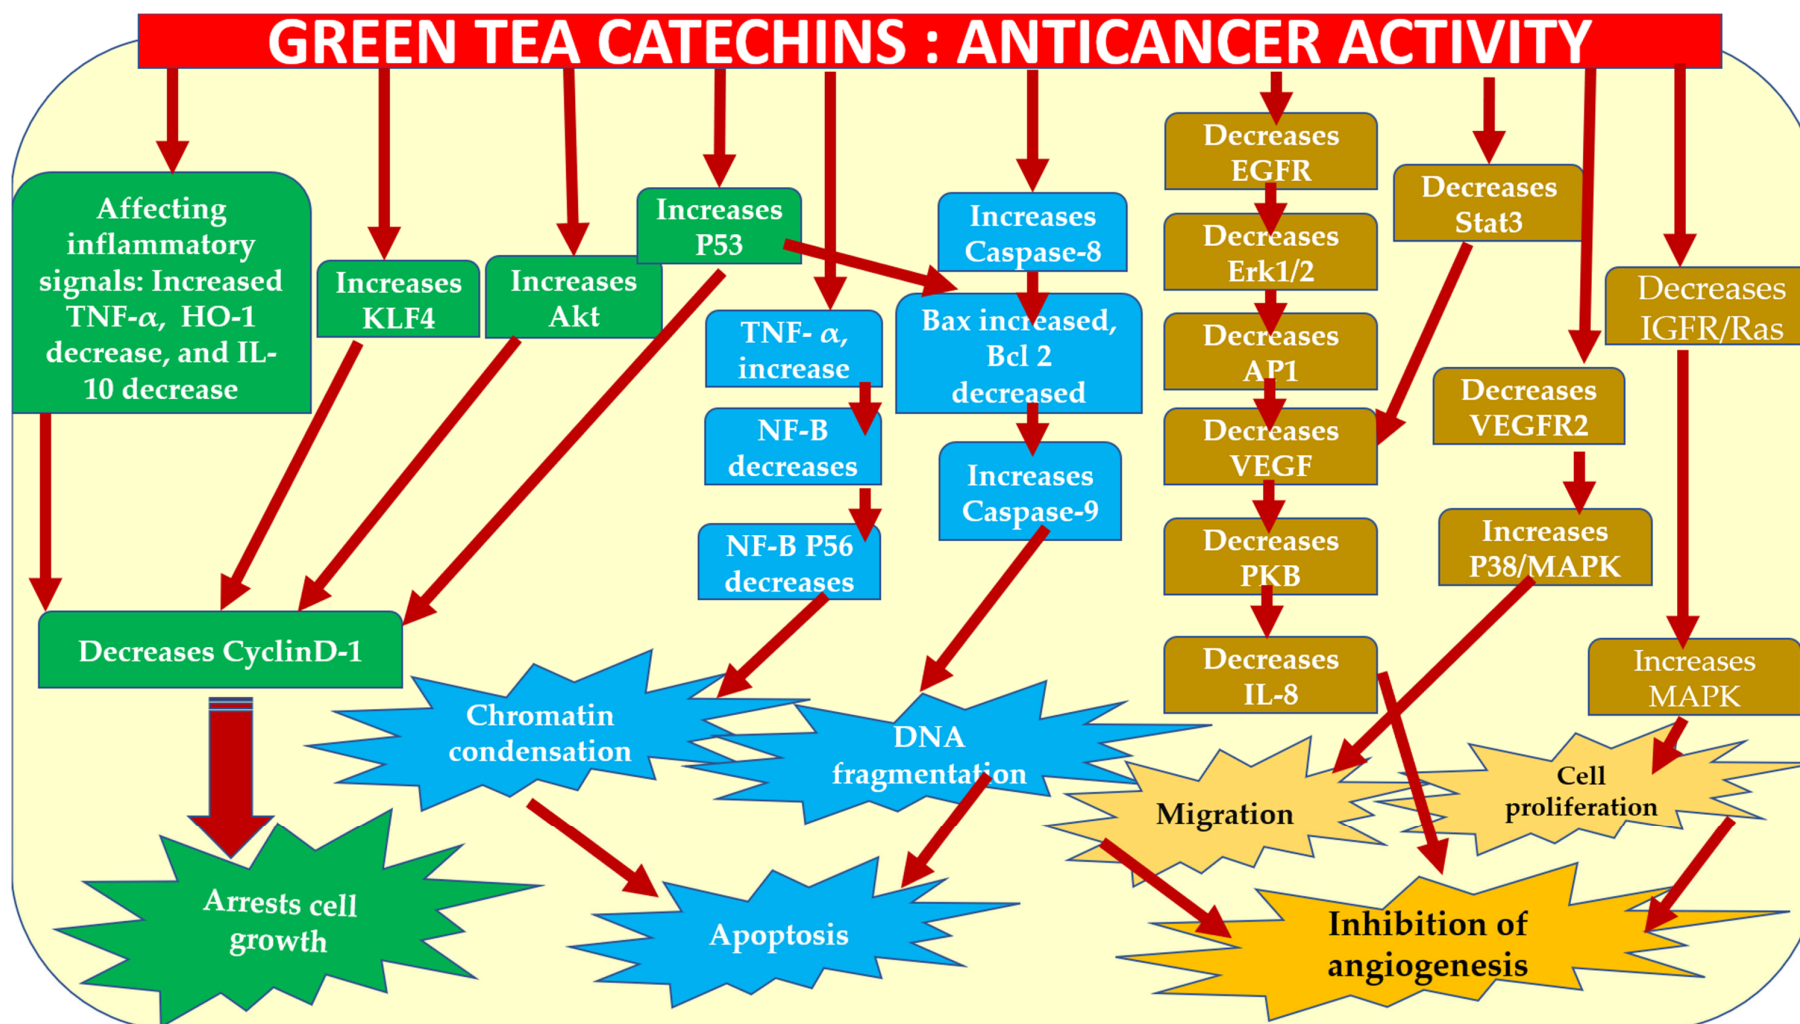 GREEN TEA CATECHINS : ANTICANCER ACTIVITY
Affecting
inflammatory
signals: Increased
TNF-α, HO-1
decrease, and IL-
10 decrease
Increases
KLF4
Increases
Akt
Increases
P53
Decreases CyclinD-1
Arrests cell
growth
TNF- α,
increase
NF-B
decreases
NF-B P56
decreases
Chromatin
condensation
Increases
Caspase-8
Bax increased,
Bcl 2
decreased
Increases
Caspase-9
DNA
fragmentation
Apoptosis
Decreases
EGFR
Decreases
Erk1/2
Decreases
AP1
Decreases
VEGF
Decreases
PKB
Decreases
IL-8
Decreases
Stat3
Decreases
VEGFR2
Increases
P38/MAPK
Decreases
IGFR/Ras
Increases
MAPK
Migration
Cell
proliferation
Inhibition of
angiogenesis